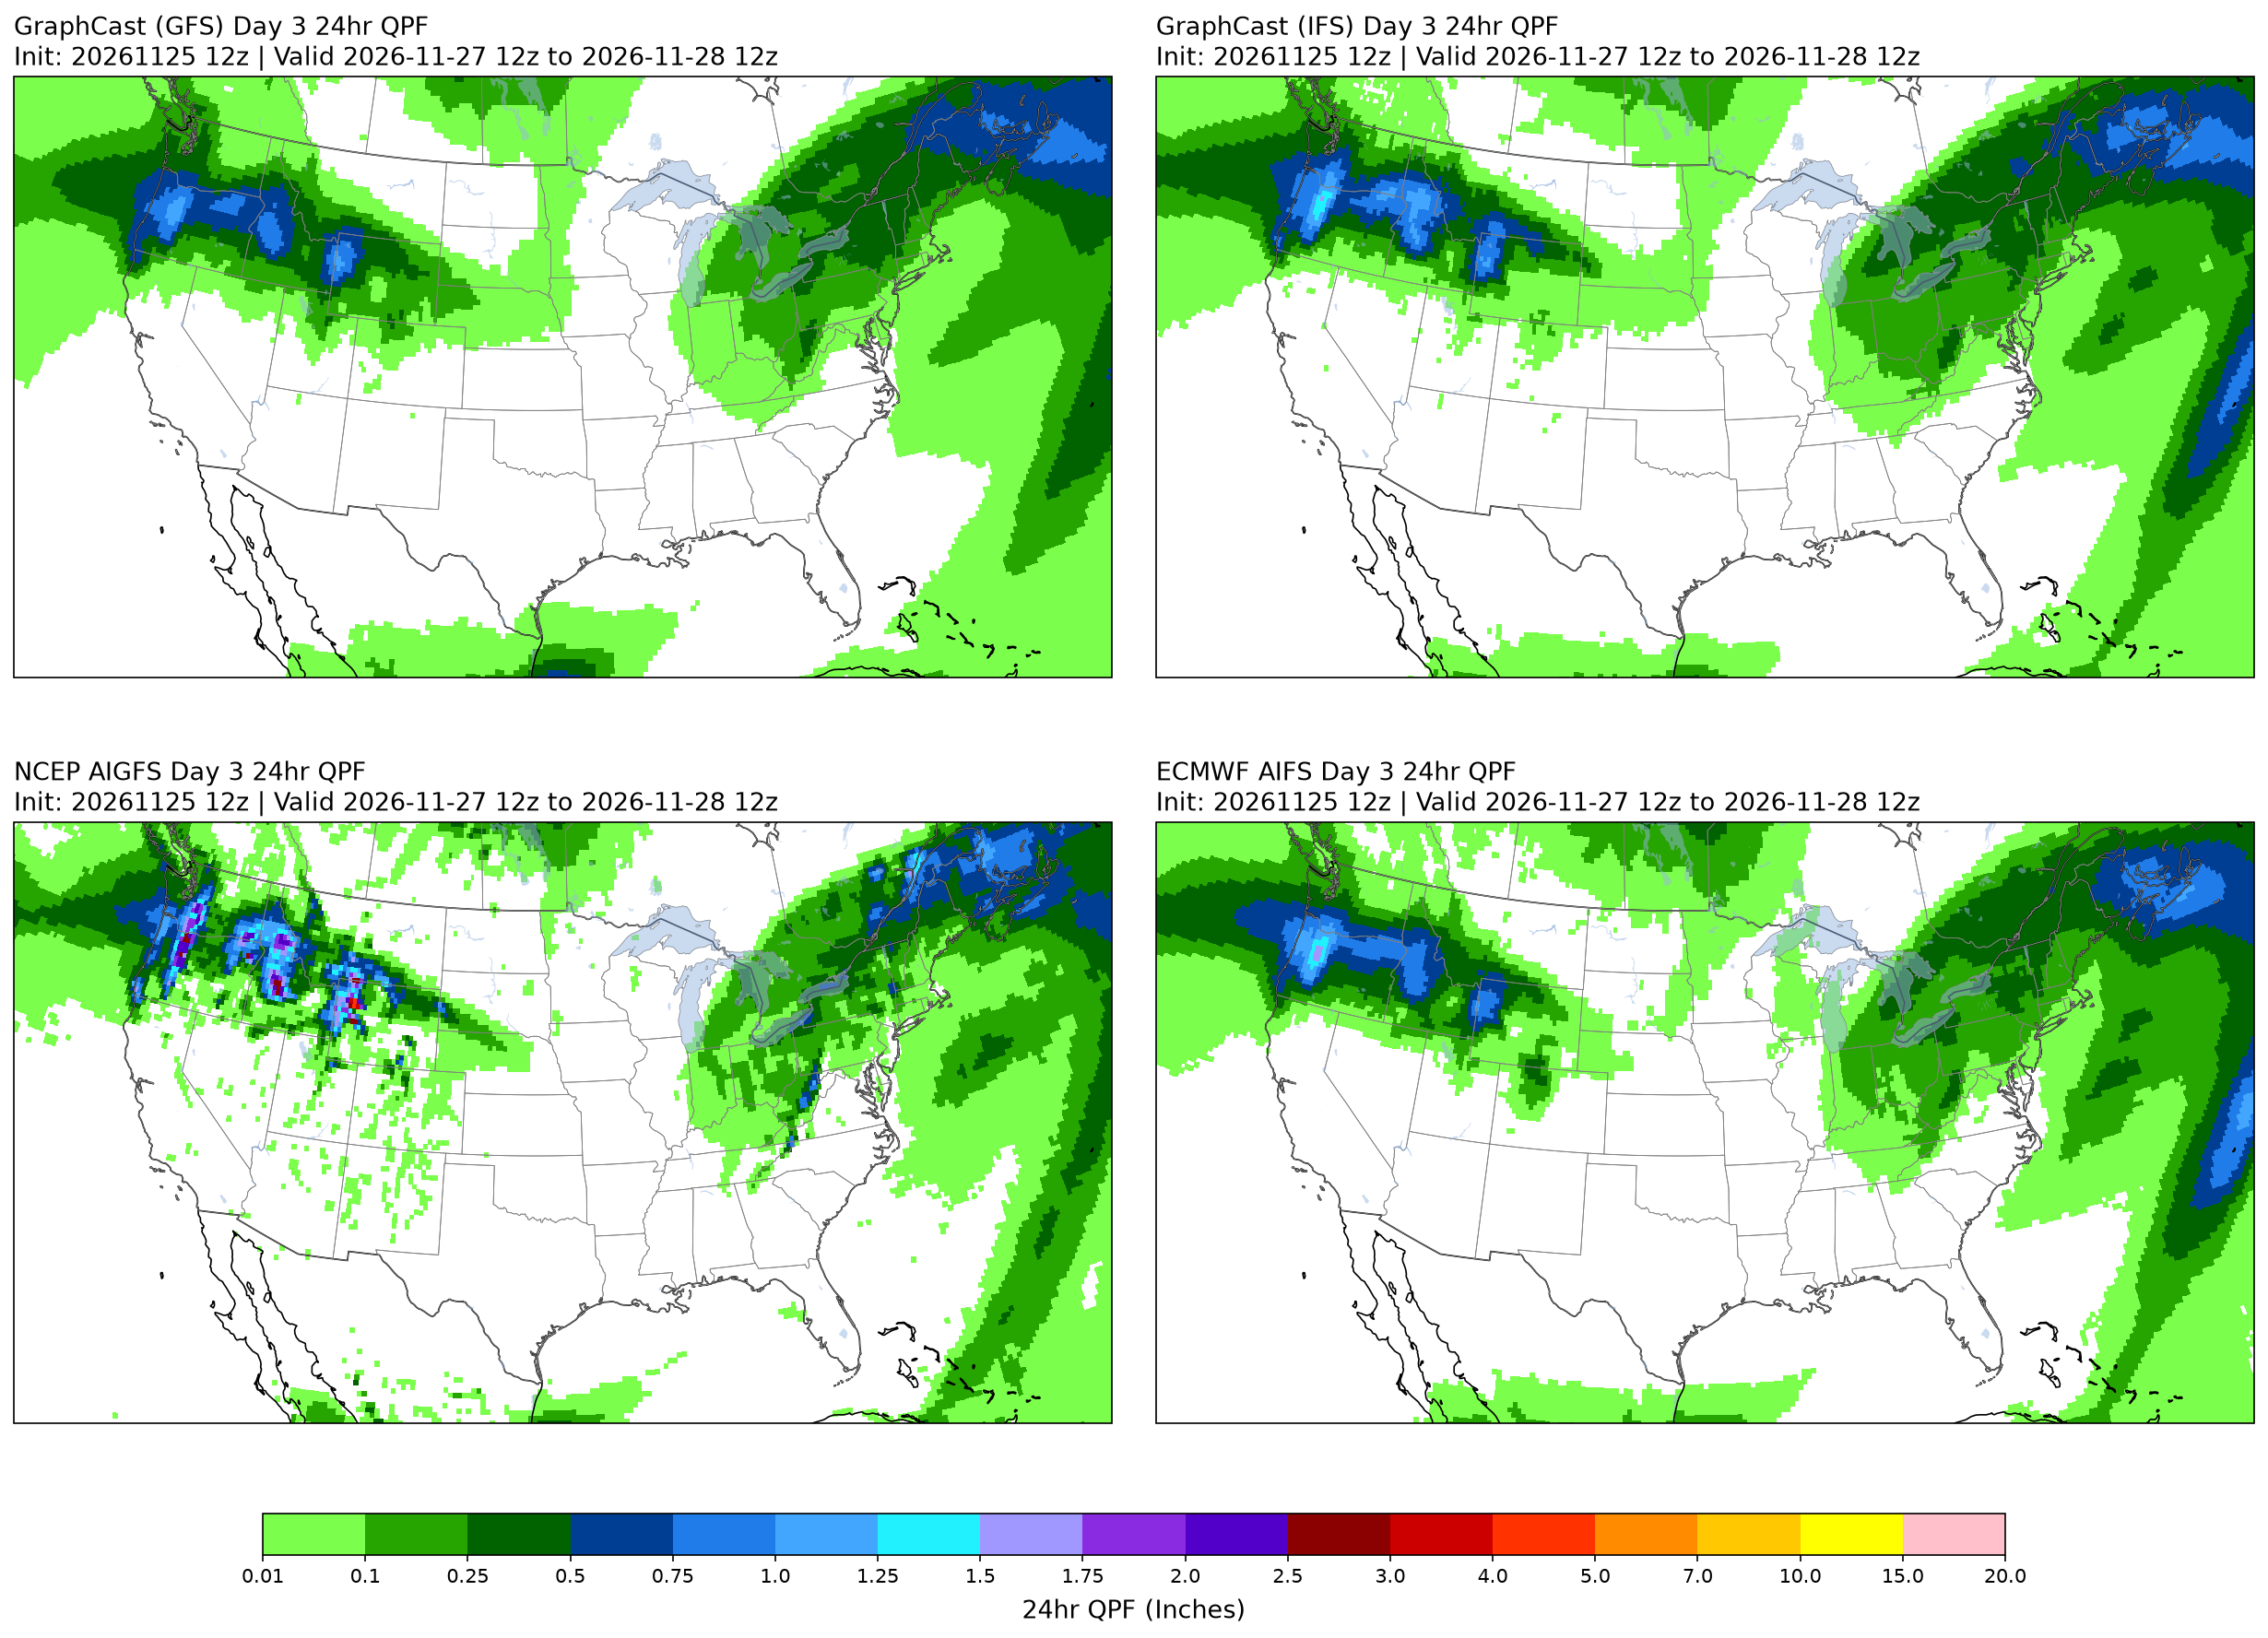 GraphCast (GFS) Day 3 24hr QPF
Init: 20261125 12z | Valid 2026-11-27 12z to 2026-11-28 12z
GraphCast (IFS) Day 3 24hr QPF
Init: 20261125 12z | Valid 2026-11-27 12z to 2026-11-28 12z
NCEP AIGFS Day 3 24hr QPF
Init: 20261125 12z | Valid 2026-11-27 12z to 2026-11-28 12z
ECMWF AIFS Day 3 24hr QPF
Init: 20261125 12z | Valid 2026-11-27 12z to 2026-11-28 12z
0.01 0.1 0.25 0.5 0.75 1.0 1.25 1.5 1.75 2.0 2.5 3.0 4.0 5.0 7.0 10.0 15.0 20.0
24hr QPF (Inches)